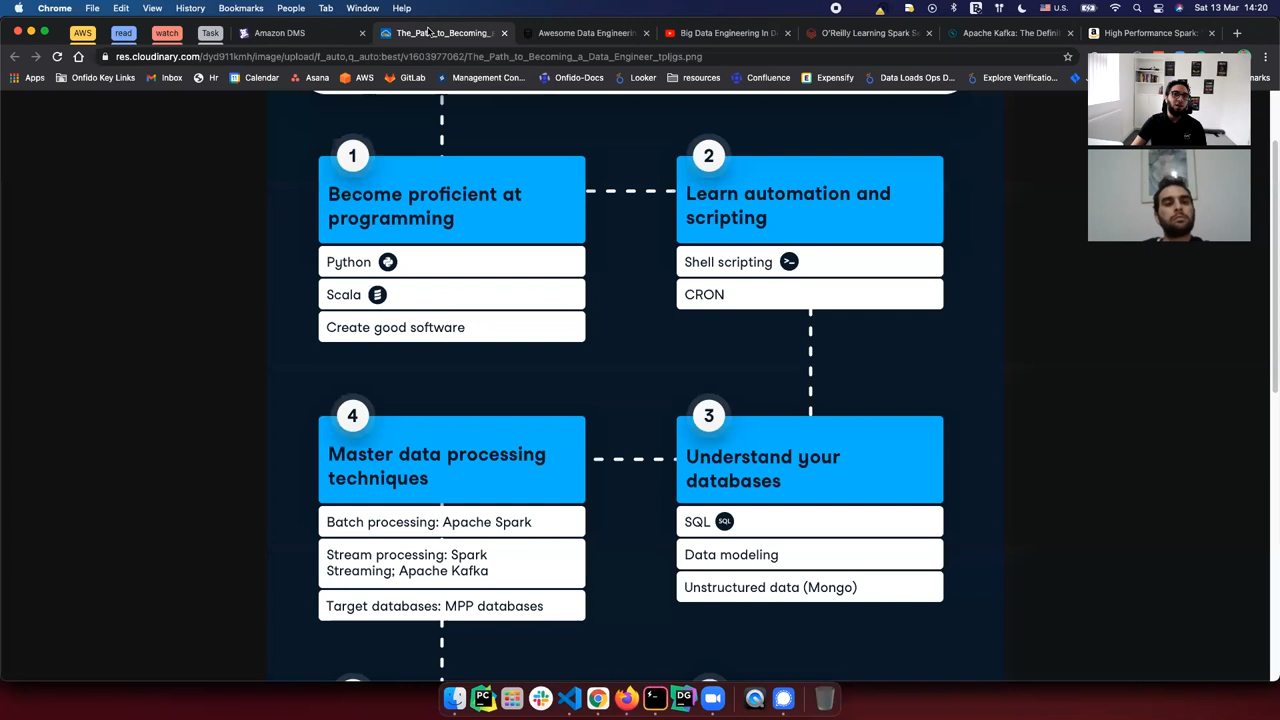 Chrome File Edit View History Bookmarks People Tab Window Help Sat 13 Mar 14:20
AWS read watch Task Amazon DMS The_Path_to_Becoming_a Awesome Data Engineerin Big Data Engineering In D O'Reilly Learning Spark S Apache Kafka: The Definit High Performance Spark:
res.cloudinary.com/dyd911kmh/image/upload/f_auto,q_auto:best/v1603977062/The_Path_to_Becoming_a_Data_Engineer_tpljgs.png
Apps Onfido Key Links Inbox Hr Calendar Asana AWS GitLab Management Con... Onfido-Docs Looker resources Confluence Expensify Data Loads Ops D... Explore Verificatio...
1
Become proficient at
programming
Python
Scala
Create good software
2
Learn automation and
scripting
Shell scripting
CRON
3
Understand your
databases
SQL SQL
Data modeling
Unstructured data (Mongo)
4
Master data processing
techniques
Batch processing: Apache Spark
Stream processing: Spark
Streaming; Apache Kafka
Target databases: MPP databases
PC DG